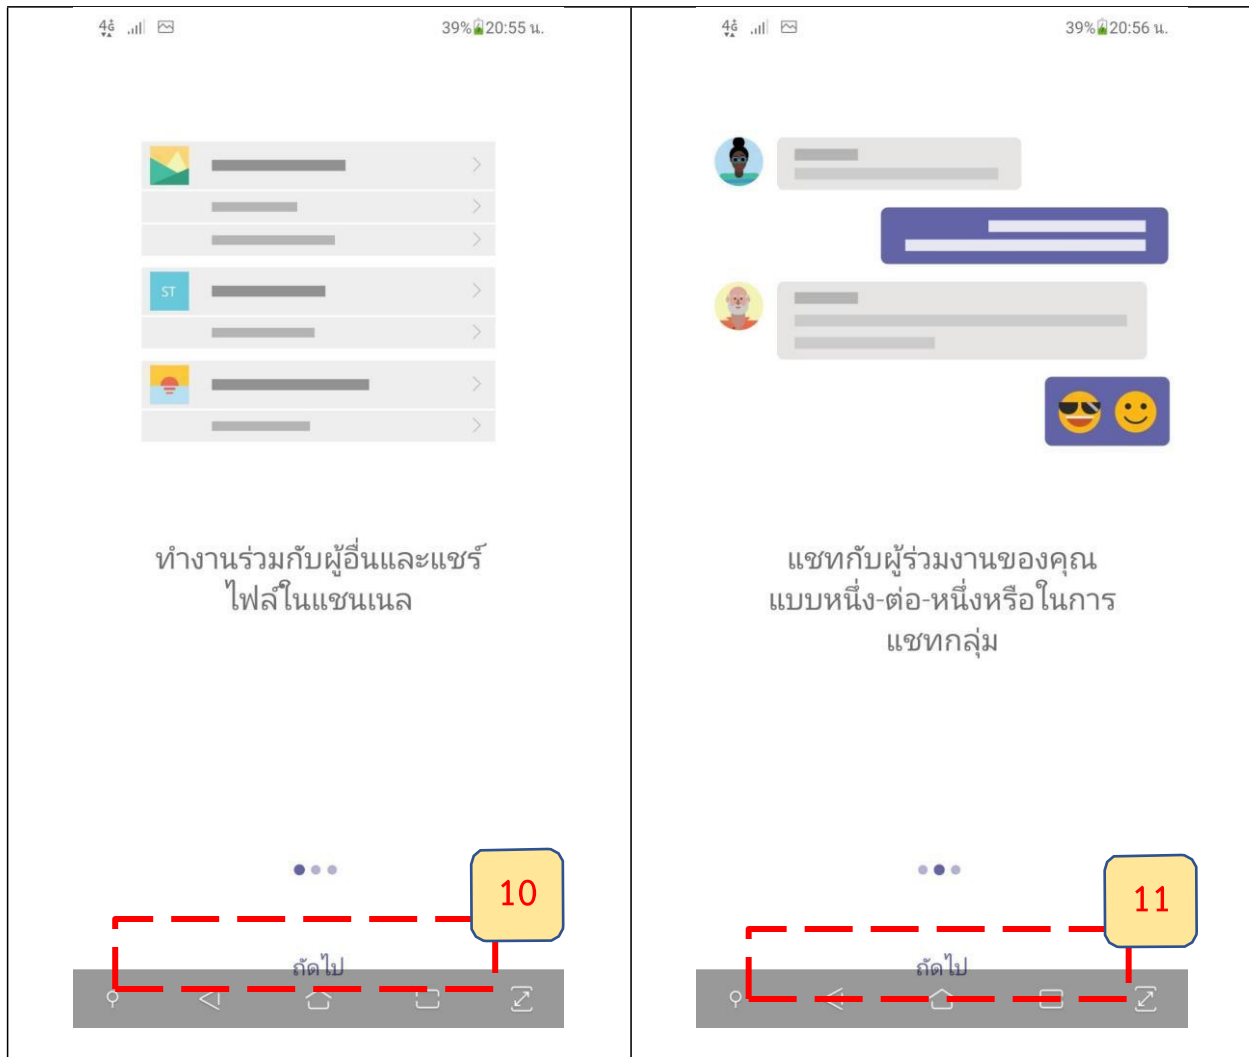 4G 39% 20:55 น.
ST
ทำงานร่วมกับผู้อื่นและแชร์
ไฟล์ในแชนเนล
10
ถัดไป
4G 39% 20:56 น.
แชทกับผู้ร่วมงานของคุณ
แบบหนึ่ง-ต่อ-หนึ่งหรือในการ
แชทกลุ่ม
11
ถัดไป